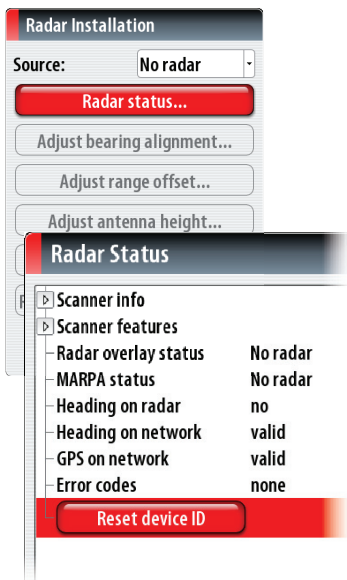 Radar Installation
Source: No radar
Radar status...
Adjust bearing alignment...
Adjust range offset...
Adjust antenna height...
Radar Status
Scanner info
Scanner features
Radar overlay status No radar
MARPA status No radar
Heading on radar no
Heading on network valid
GPS on network valid
Error codes none
Reset device ID